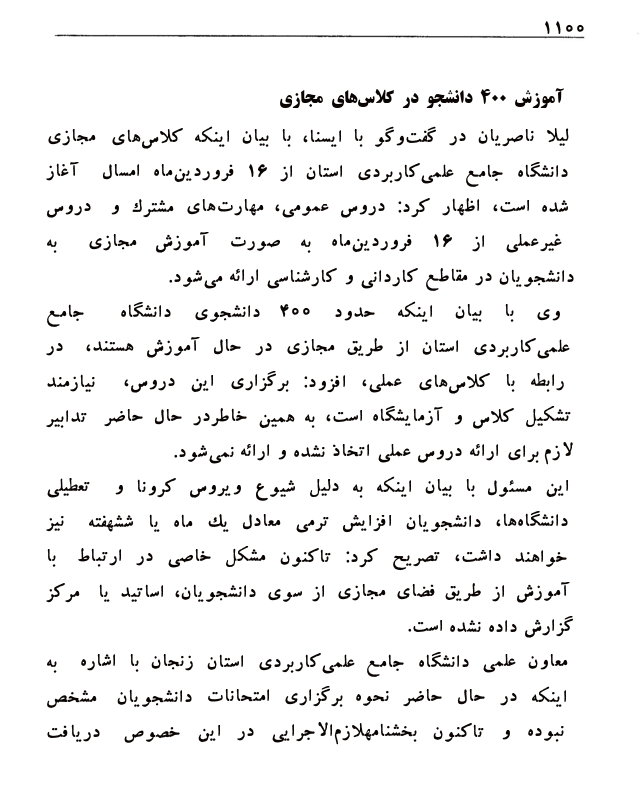 ۱۱۰۰
آموزش ۴۰۰ دانشجو در کلاس‌های مجازی
لیلا ناصریان در گفت‌وگو با ایسنا، با بیان اینکه کلاس‌های مجازی
دانشگاه جامع علمی‌کاربردی استان از ۱۶ فروردین‌ماه امسال آغاز
شده است، اظهار کرد: دروس عمومی، مهارت‌های مشترك و دروس
غیرعملی از ۱۶ فروردین‌ماه به صورت آموزش مجازی به
دانشجویان در مقاطع کاردانی و کارشناسی ارائه می‌شود.
وی با بیان اینکه حدود ۴۰۰ دانشجوی دانشگاه جامع
علمی‌کاربردی استان از طریق مجازی در حال آموزش هستند، در
رابطه با کلاس‌های عملی، افزود: برگزاری این دروس، نیازمند
تشکیل کلاس و آزمایشگاه است، به همین خاطردر حال حاضر تدابیر
لازم برای ارائه دروس عملی اتخاذ نشده و ارائه نمی‌شود.
این مسئول با بیان اینکه به دلیل شیوع ویروس کرونا و تعطیلی
دانشگاه‌ها، دانشجویان افزایش ترمی معادل یك ماه یا ششهفته نیز
خواهند داشت، تصریح کرد: تاکنون مشکل خاصی در ارتباط با
آموزش از طریق فضای مجازی از سوی دانشجویان، اساتید یا مرکز
گزارش داده نشده است.
معاون علمی دانشگاه جامع علمی‌کاربردی استان زنجان با اشاره به
اینکه در حال حاضر نحوه برگزاری امتحانات دانشجویان مشخص
نبوده و تاکنون بخشنامهلازم‌الاجرایی در این خصوص دریافت